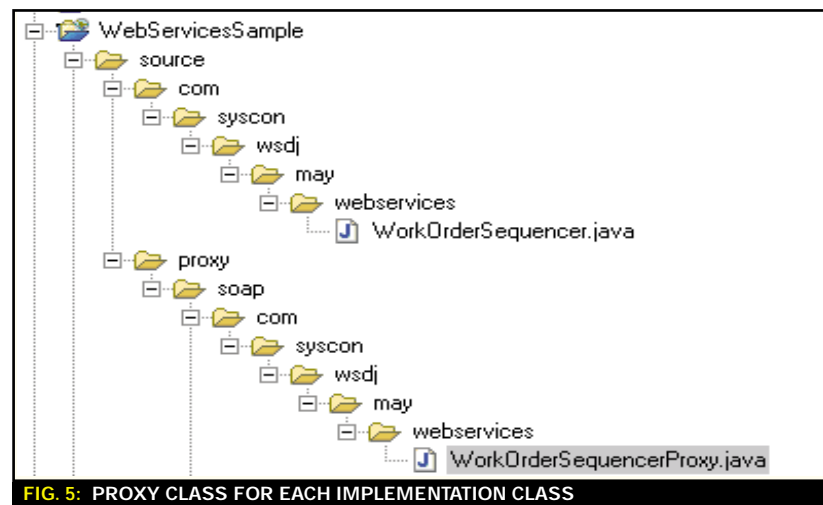 WebServicesSample
source
com
syscon
wsdj
may
webservices
WorkOrderSequencer.java
proxy
soap
com
syscon
wsdj
may
webservices
WorkOrderSequencerProxy.java
FIG. 5: PROXY CLASS FOR EACH IMPLEMENTATION CLASS